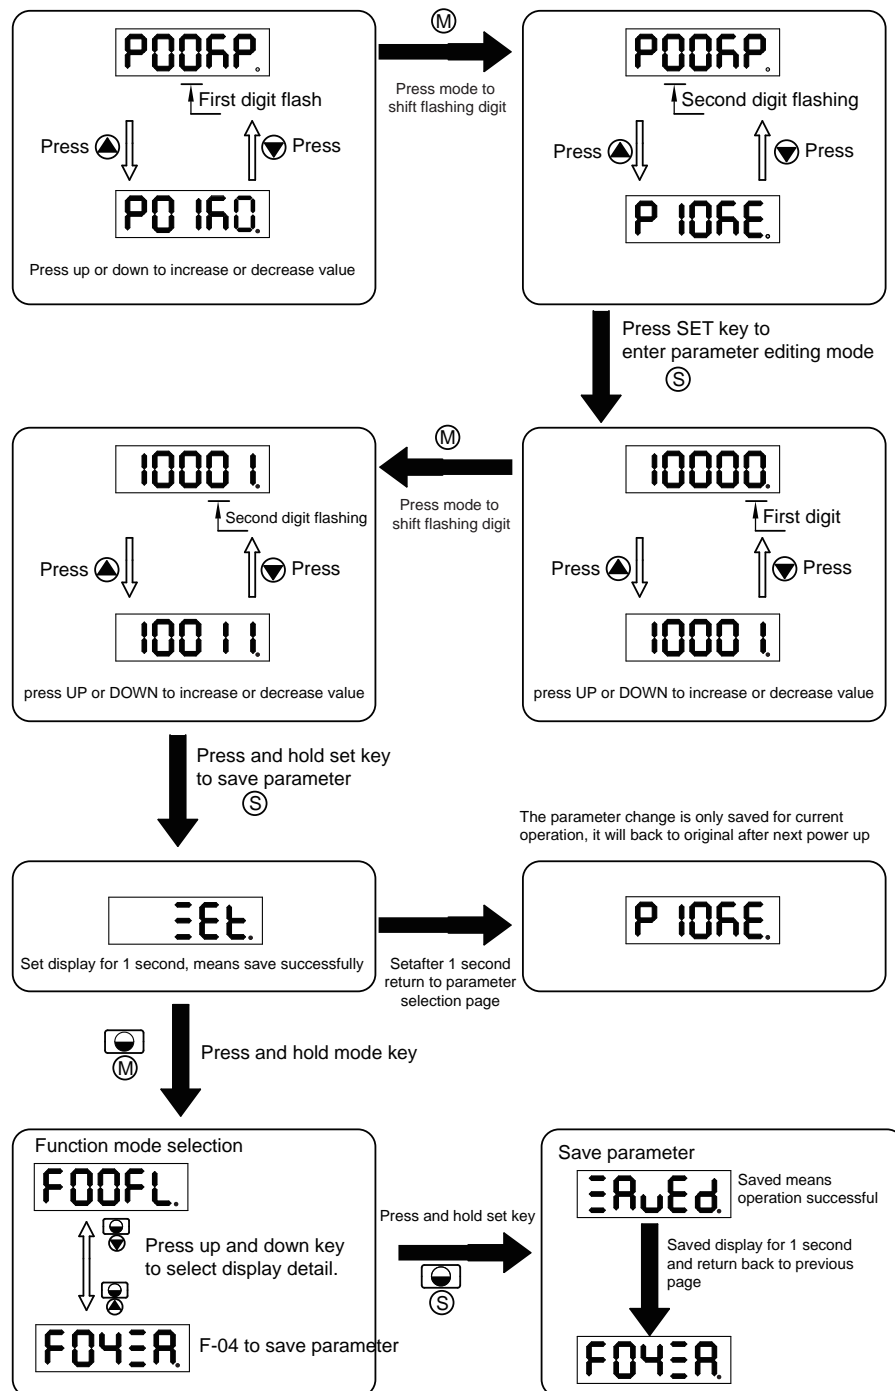 M
Press mode to
shift flashing digit
First digit flash
Press
Press
Press up or down to increase or decrease value
Second digit flashing
Press
Press
Press SET key to
enter parameter editing mode
S
10001.
Second digit flashing
Press
Press
10011.
press UP or DOWN to increase or decrease value
M
Press mode to
shift flashing digit
10000.
First digit
Press
Press
10001.
press UP or DOWN to increase or decrease value
Press and hold set key
to save parameter
S
The parameter change is only saved for current
operation, it will back to original after next power up
SEt.
Set display for 1 second, means save successfully
Setafter 1 second
return to parameter
selection page
M
Press and hold mode key
Function mode selection
F00FL.
Press up and down key
to select display detail.
F04SA.
F-04 to save parameter
Press and hold set key
S
Save parameter
SAvEd.
Saved means
operation successful
Saved display for 1 second
and return back to previous
page
F04SA.